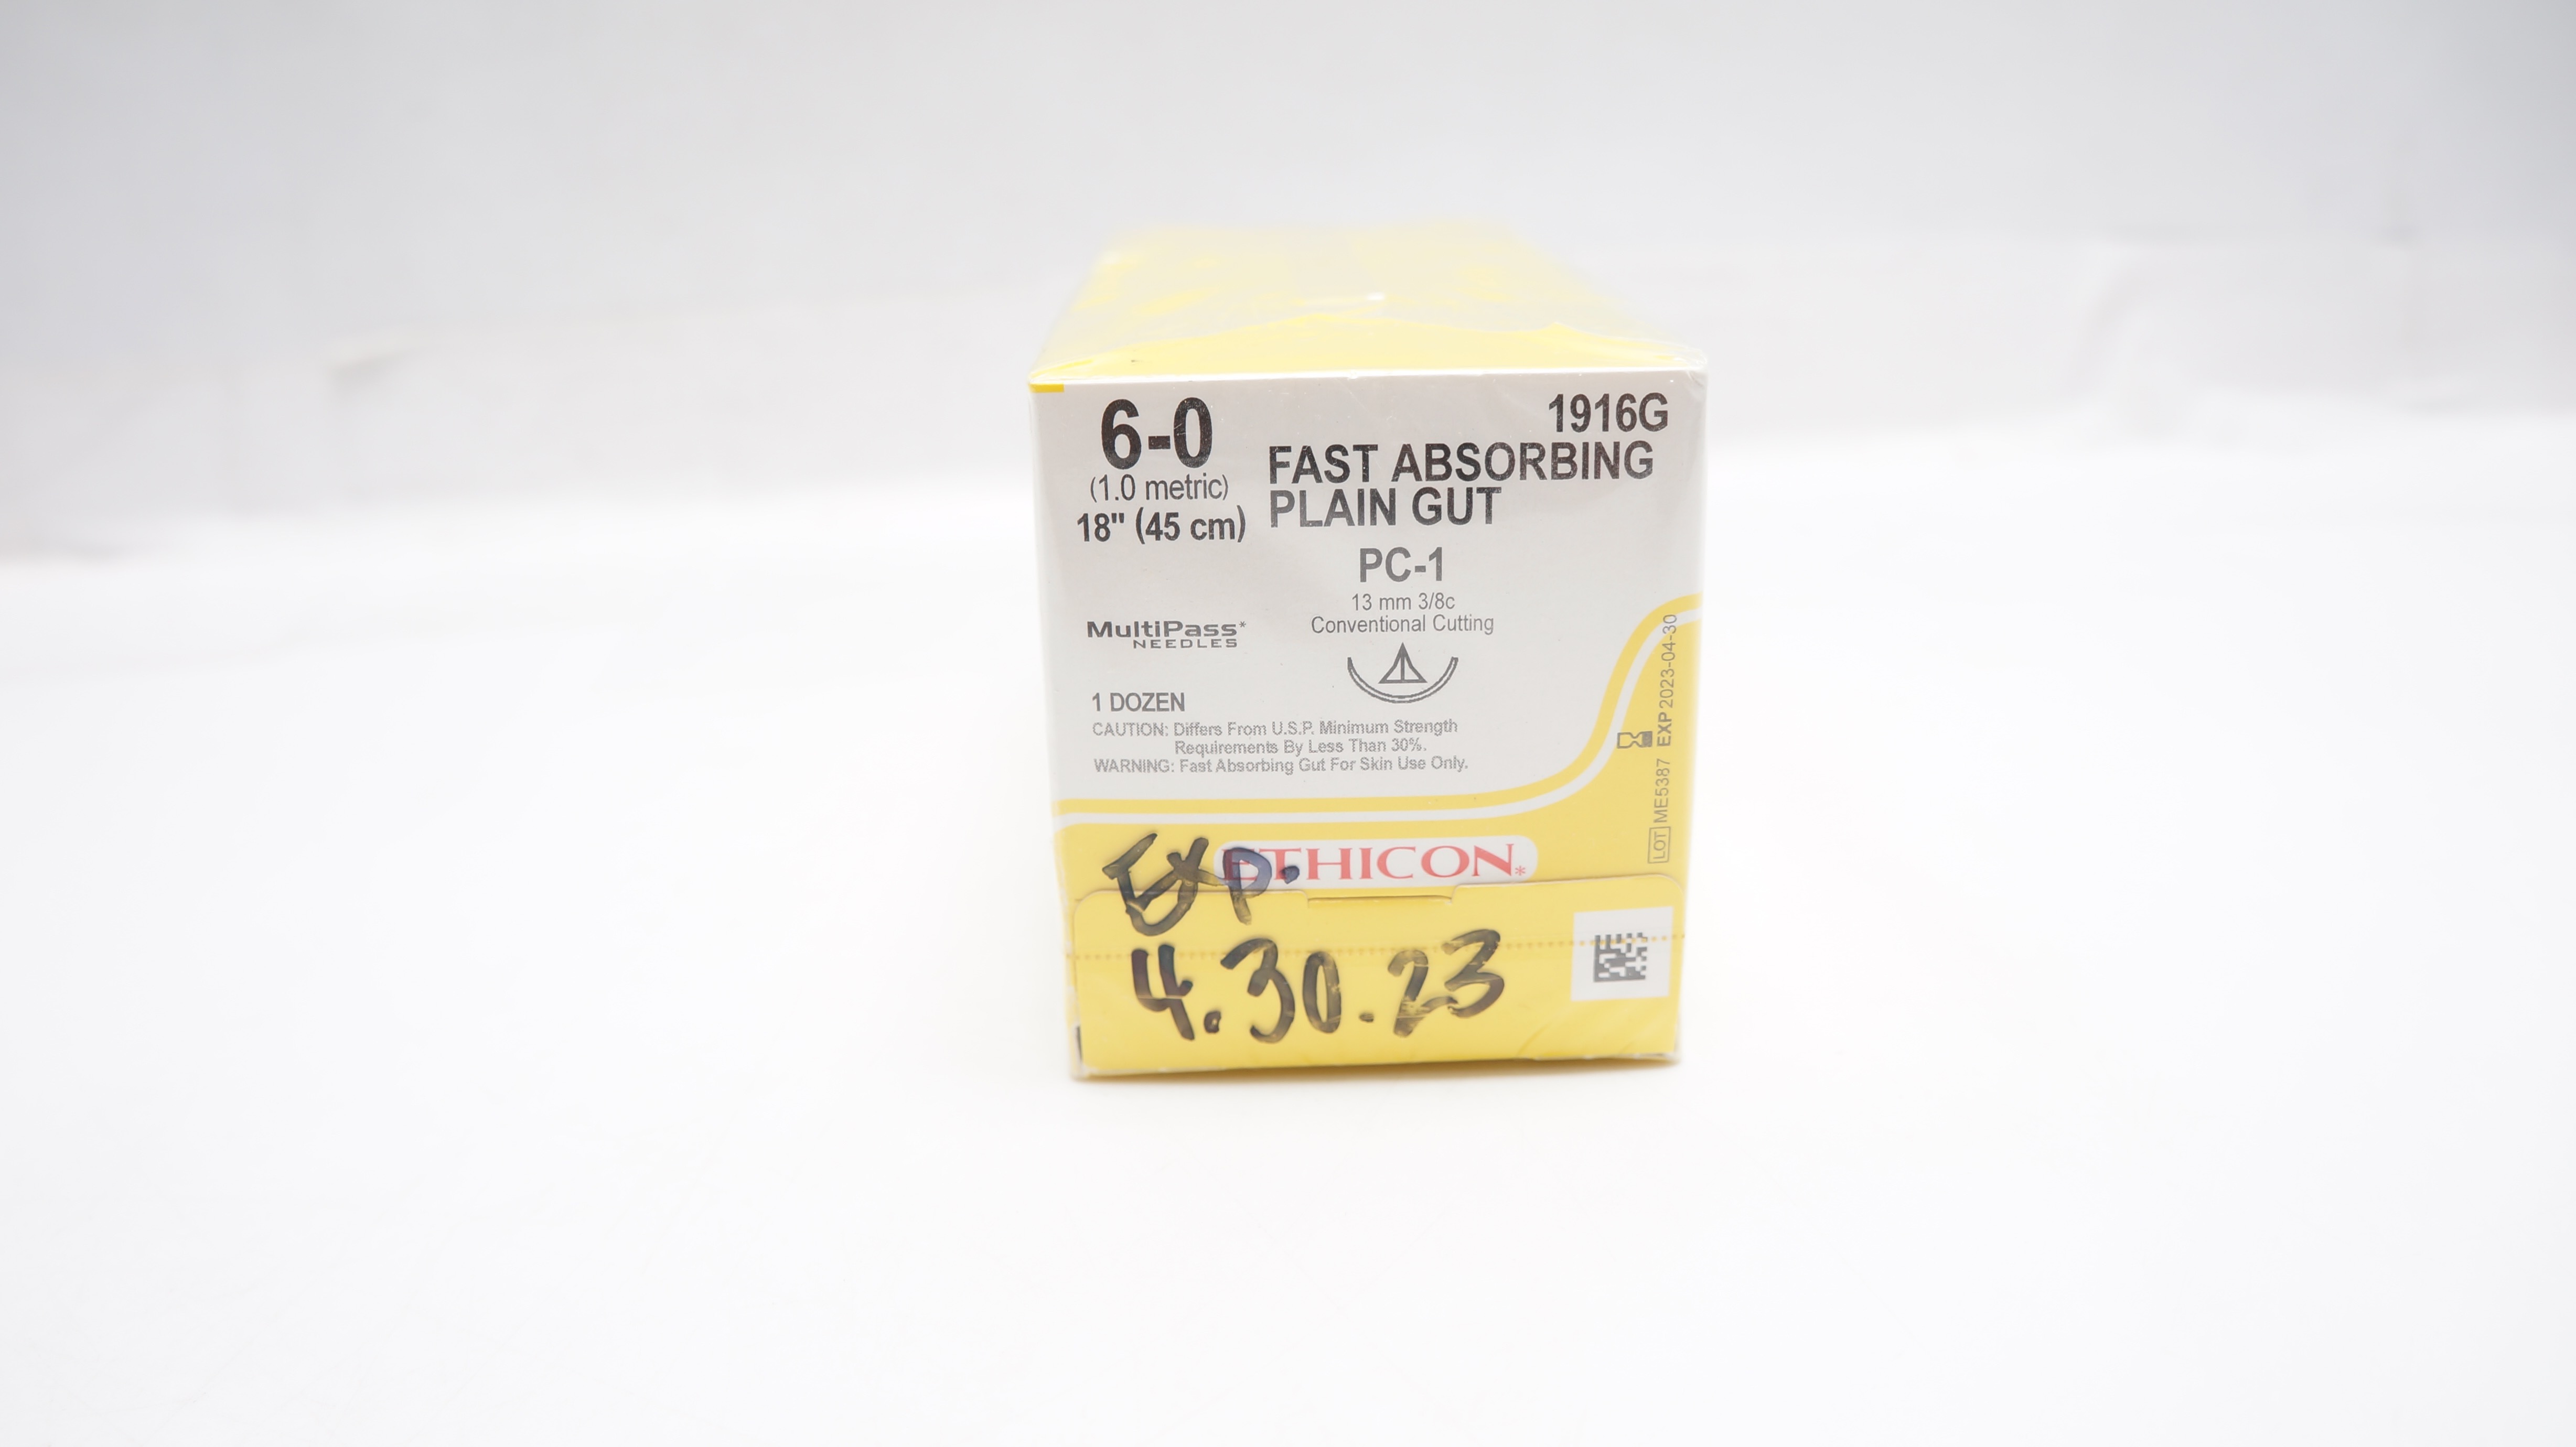 6-0
(1.0 metric)
18" (45 cm)
1916G
FAST ABSORBING
PLAIN GUT
PC-1
13 mm 3/8c
Conventional Cutting
MultiPass*
NEEDLES
1 DOZEN
CAUTION: Differs From U.S.P. Minimum Strength
Requirements By Less Than 30%.
WARNING: Fast Absorbing Gut For Skin Use Only.
LOT ME5387 EXP 2023-04-30
ETHICON*
Exp.
4.30.23